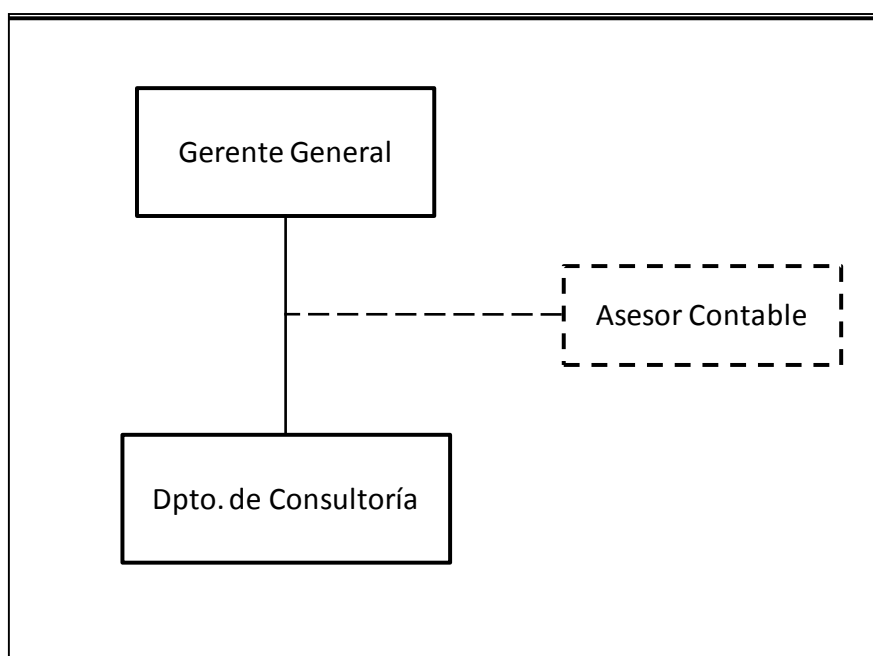 Gerente General
Asesor Contable
Dpto. de Consultoría